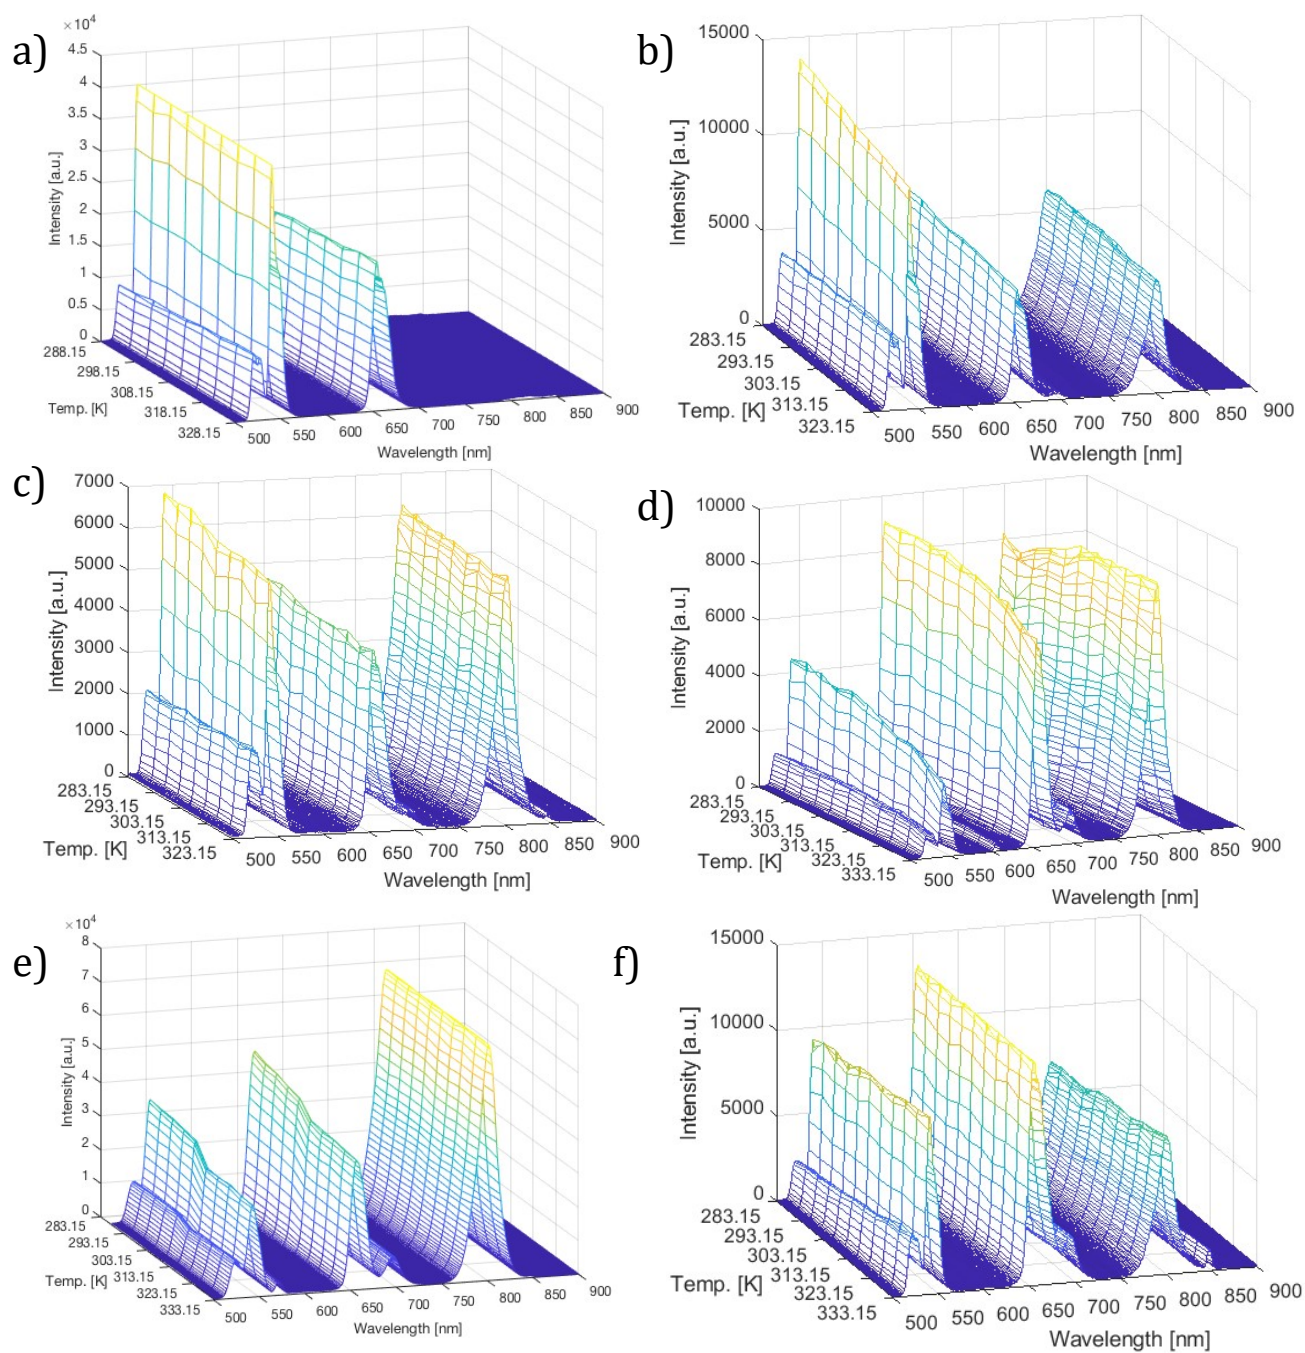 a)
×10⁴
4.5
4
3.5
3
2.5
2
1.5
1
0.5
0
Intensity [a.u.]
288.15
298.15
308.15
318.15
328.15
Temp. [K]
500 550 600 650 700 750 800 850 900
Wavelength [nm]
b)
15000
10000
5000
0
Intensity [a.u.]
283.15
293.15
303.15
313.15
323.15
Temp. [K]
500 550 600 650 700 750 800 850 900
Wavelength [nm]
c)
7000
6000
5000
4000
3000
2000
1000
0
Intensity [a.u.]
283.15
293.15
303.15
313.15
323.15
Temp. [K]
500 550 600 650 700 750 800 850 900
Wavelength [nm]
d)
10000
8000
6000
4000
2000
0
Intensity [a.u.]
283.15
293.15
303.15
313.15
323.15
333.15
Temp. [K]
500 550 600 650 700 750 800 850 900
Wavelength [nm]
e)
×10⁴
8
7
6
5
4
3
2
1
0
Intensity [a.u.]
283.15
293.15
303.15
313.15
323.15
333.15
Temp. [K]
500 550 600 650 700 750 800 850 900
Wavelength [nm]
f)
15000
10000
5000
0
Intensity [a.u.]
283.15
293.15
303.15
313.15
323.15
333.15
Temp. [K]
500 550 600 650 700 750 800 850 900
Wavelength [nm]